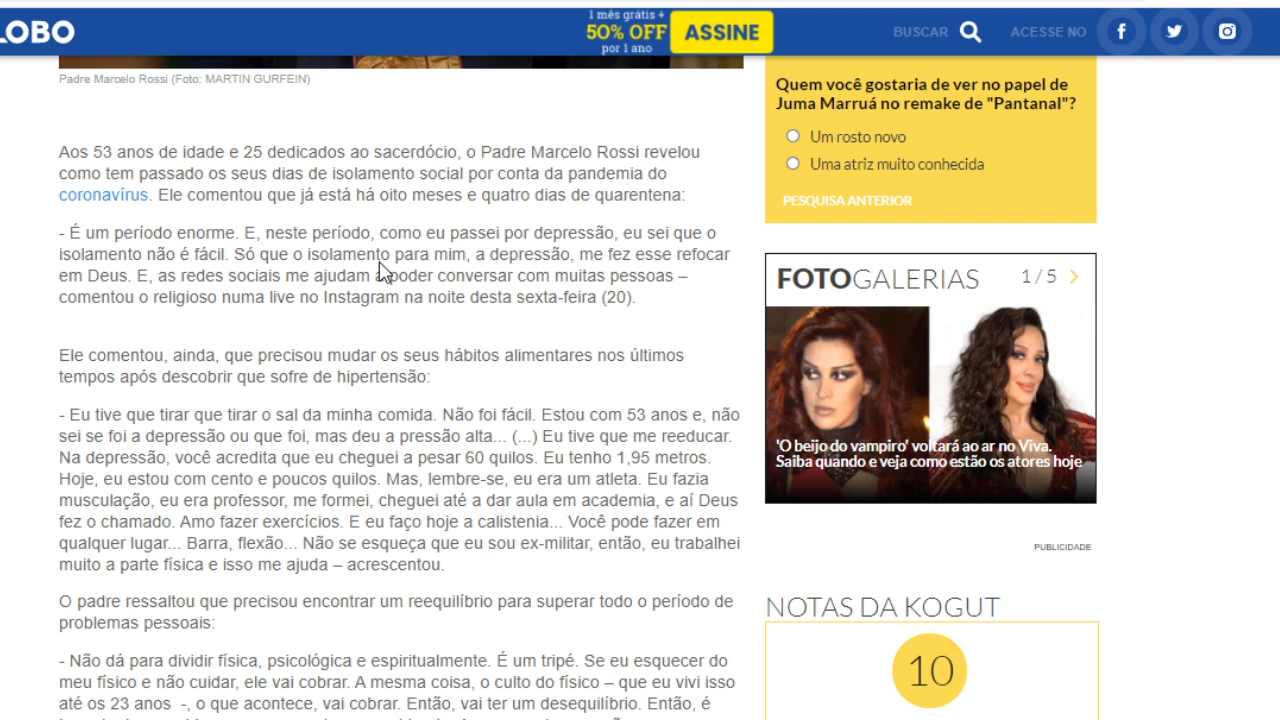 LOBO
1 mês grátis +
50% OFF
por 1 ano
ASSINE
BUSCAR
ACESSE NO
Padre Marcelo Rossi (Foto: MARTIN GURFEIN)
Aos 53 anos de idade e 25 dedicados ao sacerdócio, o Padre Marcelo Rossi revelou
como tem passado os seus dias de isolamento social por conta da pandemia do
coronavírus. Ele comentou que já está há oito meses e quatro dias de quarentena:
- É um período enorme. E, neste período, como eu passei por depressão, eu sei que o
isolamento não é fácil. Só que o isolamento para mim, a depressão, me fez esse refocar
em Deus. E, as redes sociais me ajudam a poder conversar com muitas pessoas –
comentou o religioso numa live no Instagram na noite desta sexta-feira (20).
Ele comentou, ainda, que precisou mudar os seus hábitos alimentares nos últimos
tempos após descobrir que sofre de hipertensão:
- Eu tive que tirar que tirar o sal da minha comida. Não foi fácil. Estou com 53 anos e, não
sei se foi a depressão ou que foi, mas deu a pressão alta... (...) Eu tive que me reeducar.
Na depressão, você acredita que eu cheguei a pesar 60 quilos. Eu tenho 1,95 metros.
Hoje, eu estou com cento e poucos quilos. Mas, lembre-se, eu era um atleta. Eu fazia
musculação, eu era professor, me formei, cheguei até a dar aula em academia, e aí Deus
fez o chamado. Amo fazer exercícios. E eu faço hoje a calistenia... Você pode fazer em
qualquer lugar... Barra, flexão... Não se esqueça que eu sou ex-militar, então, eu trabalhei
muito a parte física e isso me ajuda – acrescentou.
O padre ressaltou que precisou encontrar um reequilíbrio para superar todo o período de
problemas pessoais:
- Não dá para dividir física, psicológica e espiritualmente. É um tripé. Se eu esquecer do
meu físico e não cuidar, ele vai cobrar. A mesma coisa, o culto do físico – que eu vivi isso
até os 23 anos -, o que acontece, vai cobrar. Então, vai ter um desequilíbrio. Então, é
Quem você gostaria de ver no papel de
Juma Marruá no remake de "Pantanal"?
Um rosto novo
Uma atriz muito conhecida
PESQUISA ANTERIOR
FOTOGALERIAS
1 / 5
'O beijo do vampiro' voltará ao ar no Viva.
Saiba quando e veja como estão os atores hoje
PUBLICIDADE
NOTAS DA KOGUT
10